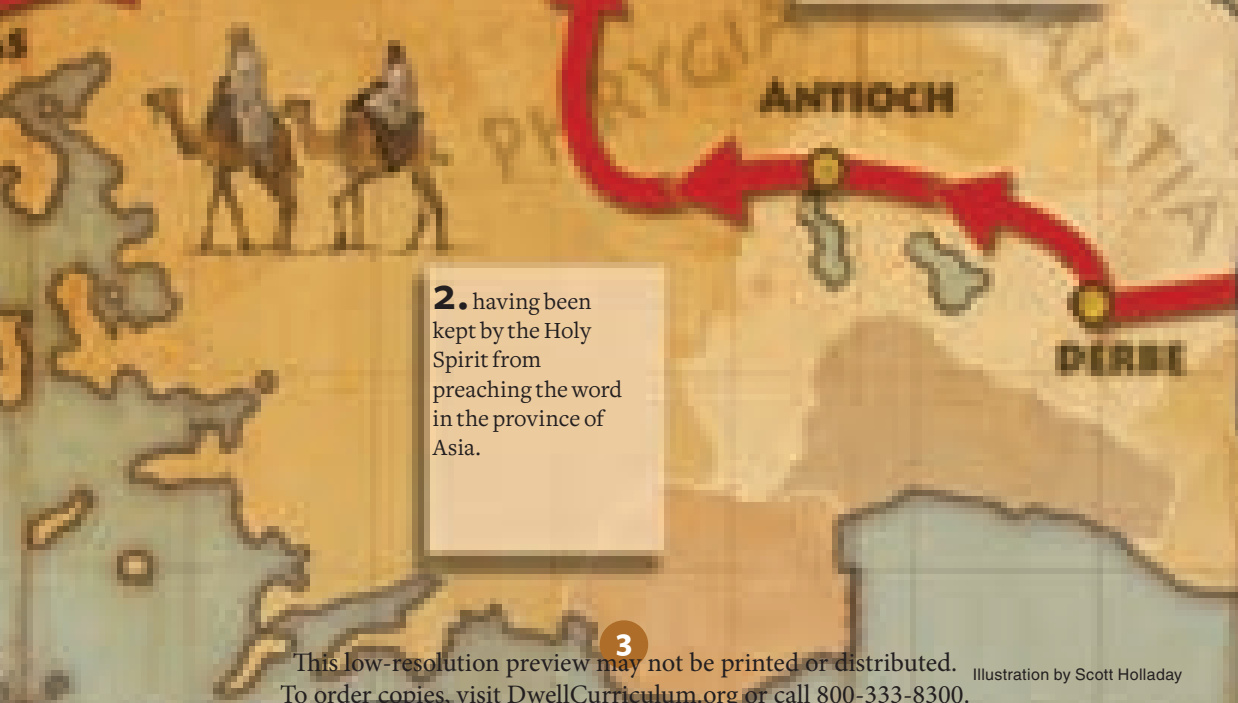 PHRYGIA
ALATIA
ANTIOCH
DERBE
2. having been
kept by the Holy
Spirit from
preaching the word
in the province of
Asia.
3
This low-resolution preview may not be printed or distributed.
Illustration by Scott Holladay
To order copies, visit DwellCurriculum.org or call 800-333-8300.